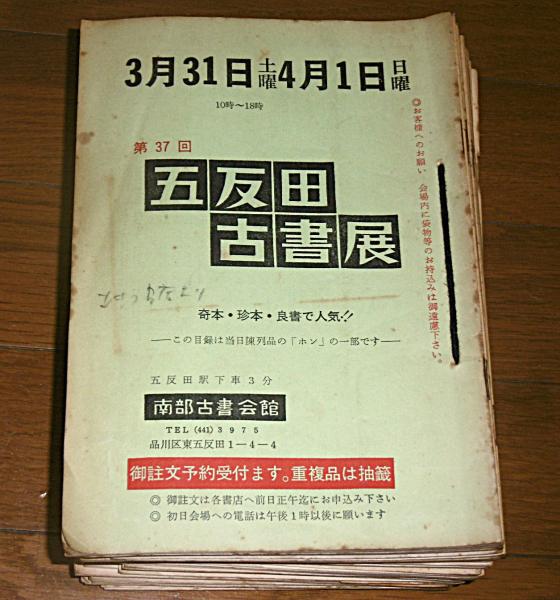 3月31日土曜4月1日日曜
10時〜18時
第37回
五反田
古書展
奇本・珍本・良書で人気!!
──この目録は当日陳列品の「ホン」の一部です──
五反田駅下車3分
南部古書会館
TEL (441) 3975
品川区東五反田1-4-4
御註文予約受付ます。重複品は抽籤
◎ 御註文は各書店へ前日正午迄にお申込み下さい
◎ 初日会場への電話は午後1時以後に願います
◎お客様へのお願い 会場内に袋物等のお持込みは御遠慮下さい。